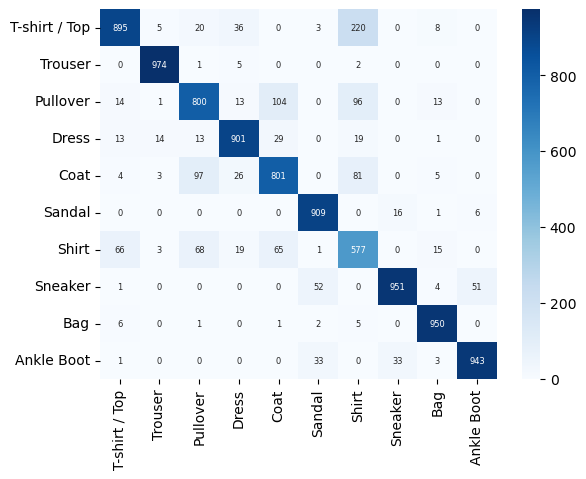 T-shirt / Top 895 5 20 36 0 3 220 0 8 0
Trouser 0 974 1 5 0 0 2 0 0 0
Pullover 14 1 800 13 104 0 96 0 13 0
Dress 13 14 13 901 29 0 19 0 1 0
Coat 4 3 97 26 801 0 81 0 5 0
Sandal 0 0 0 0 0 909 0 16 1 6
Shirt 66 3 68 19 65 1 577 0 15 0
Sneaker 1 0 0 0 0 52 0 951 4 51
Bag 6 0 1 0 1 2 5 0 950 0
Ankle Boot 1 0 0 0 0 33 0 33 3 943
T-shirt / Top
Trouser
Pullover
Dress
Coat
Sandal
Shirt
Sneaker
Bag
Ankle Boot
800
600
400
200
0